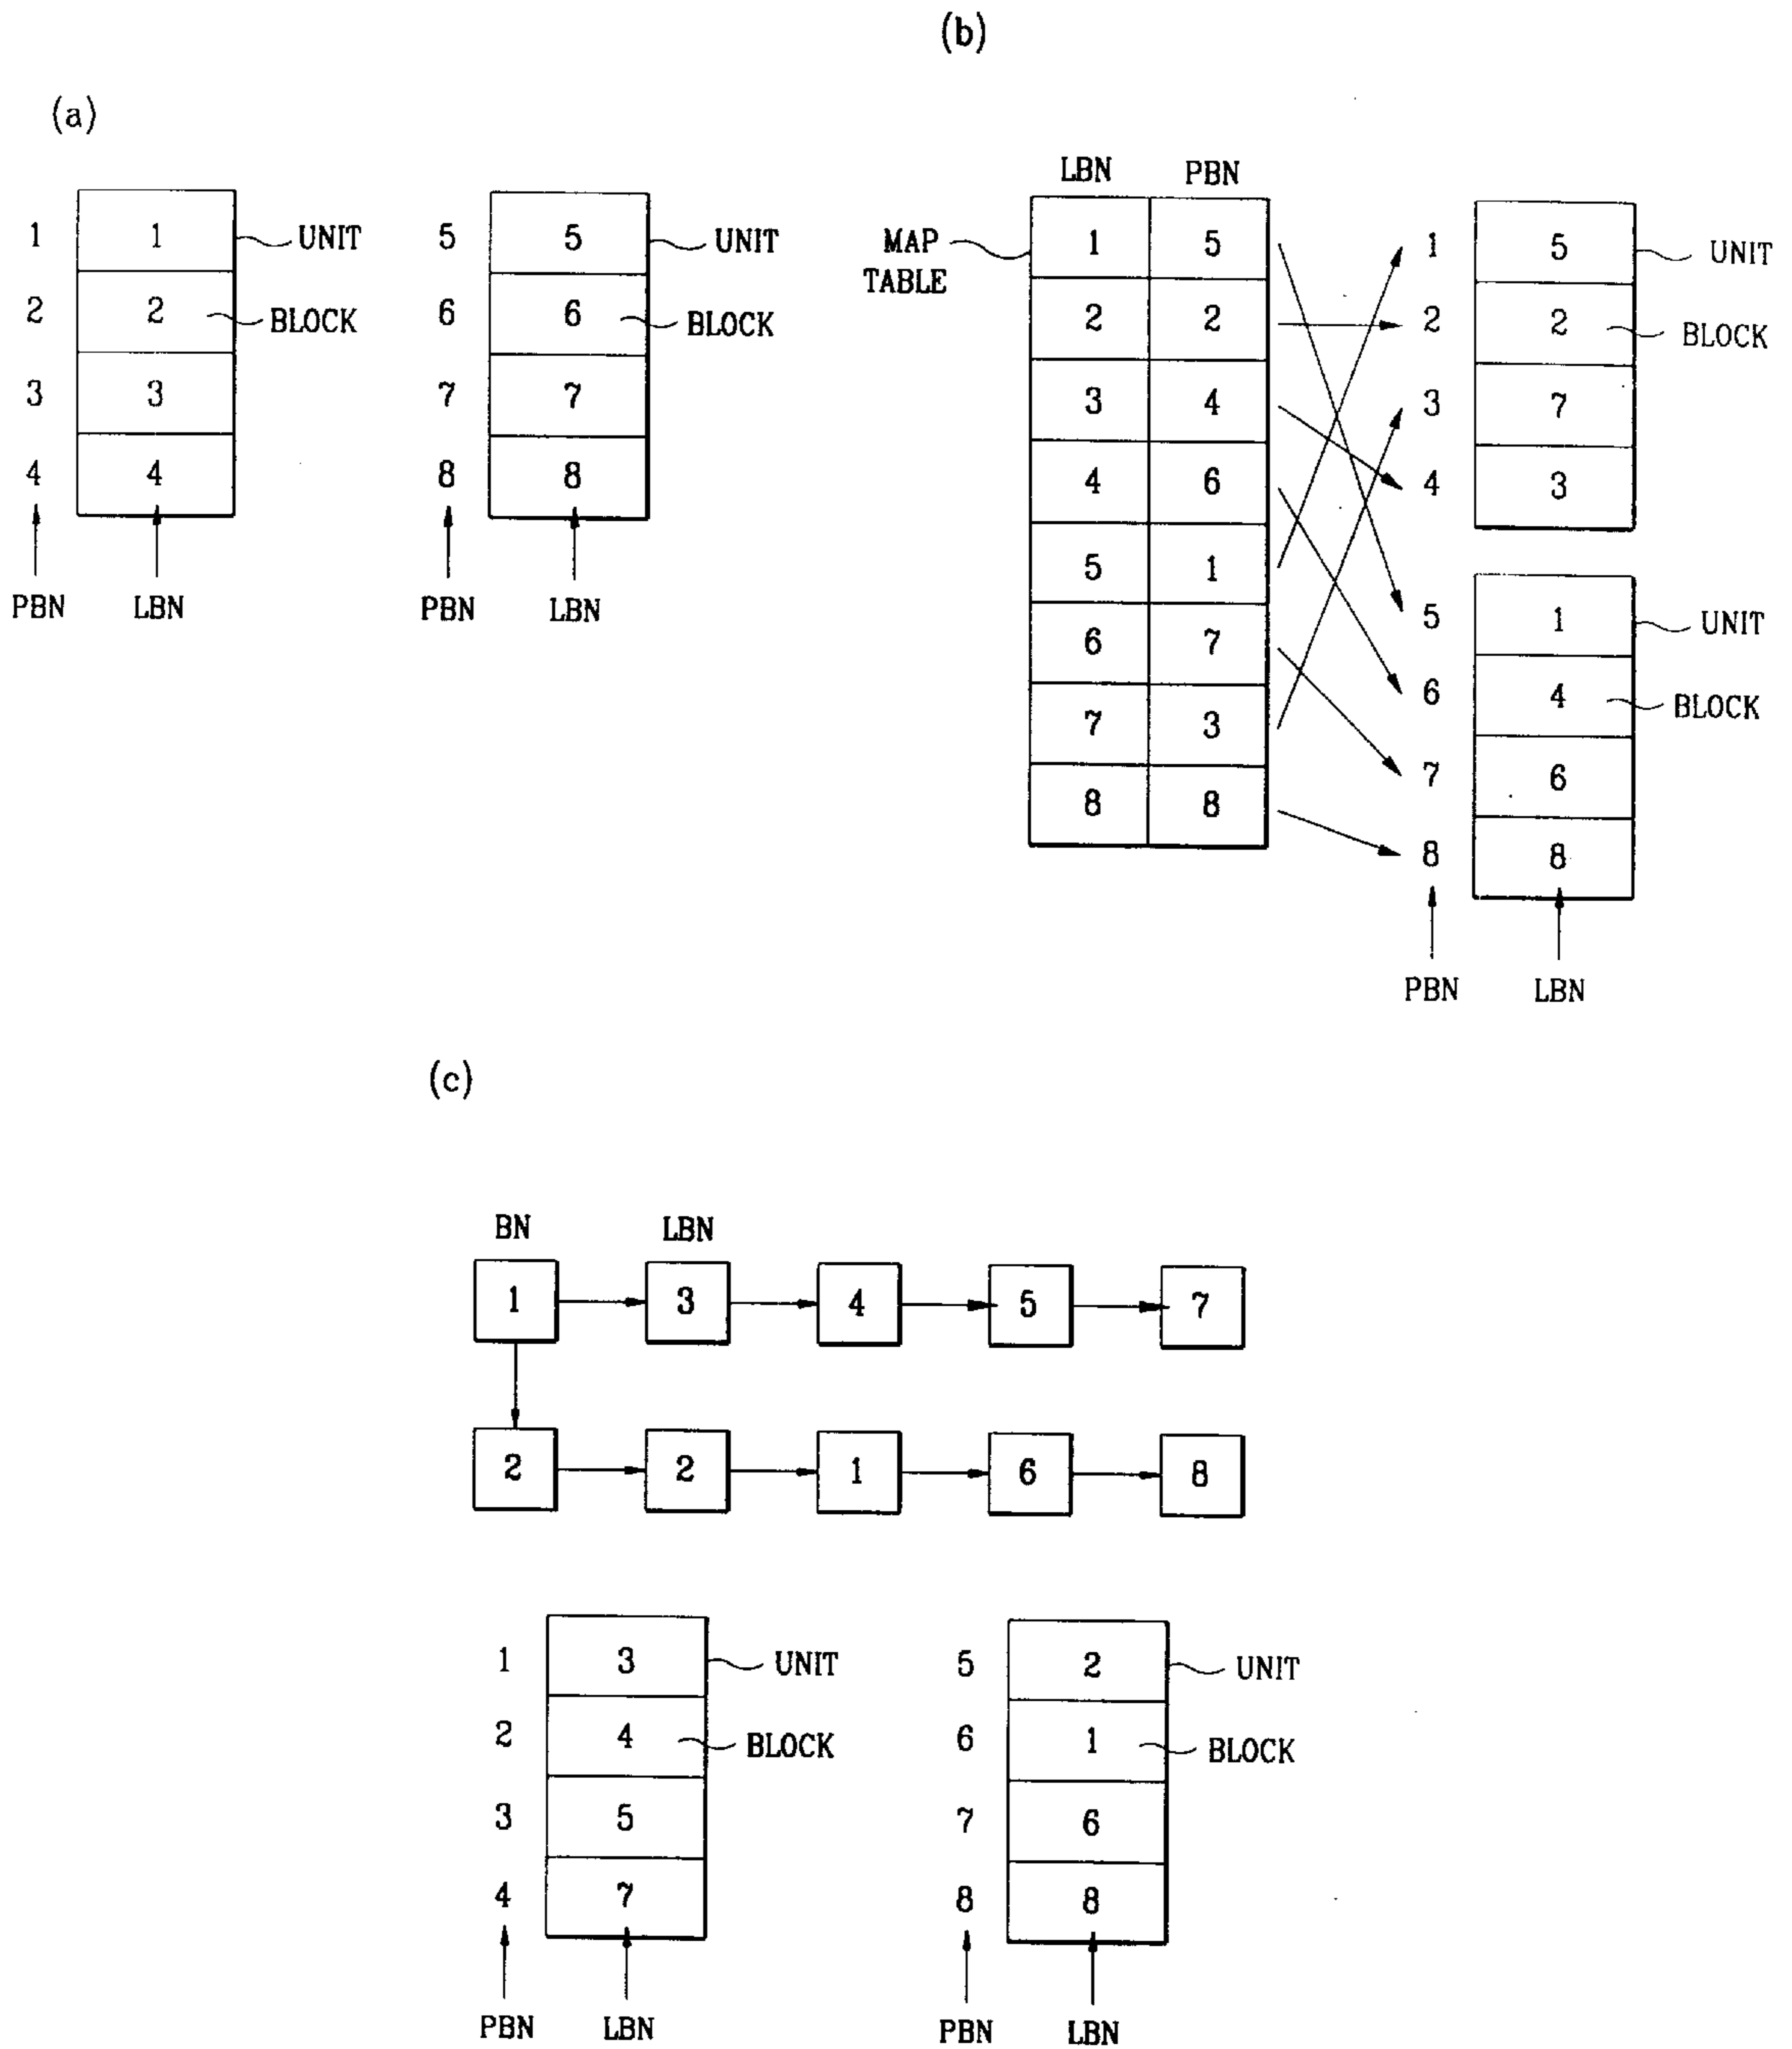 (a)
1 1 UNIT
2 2 BLOCK
3 3
4 4
PBN LBN
5 5 UNIT
6 6 BLOCK
7 7
8 8
PBN LBN
(b)
LBN PBN
MAP TABLE
1 5
2 2
3 4
4 6
5 1
6 7
7 3
8 8
1 5 UNIT
2 2 BLOCK
3 7
4 3
5 1 UNIT
6 4 BLOCK
7 6
8 8
PBN LBN
(c)
BN LBN
1 3 4 5 7
2 2 1 6 8
1 3 UNIT
2 4 BLOCK
3 5
4 7
PBN LBN
5 2 UNIT
6 1 BLOCK
7 6
8 8
PBN LBN